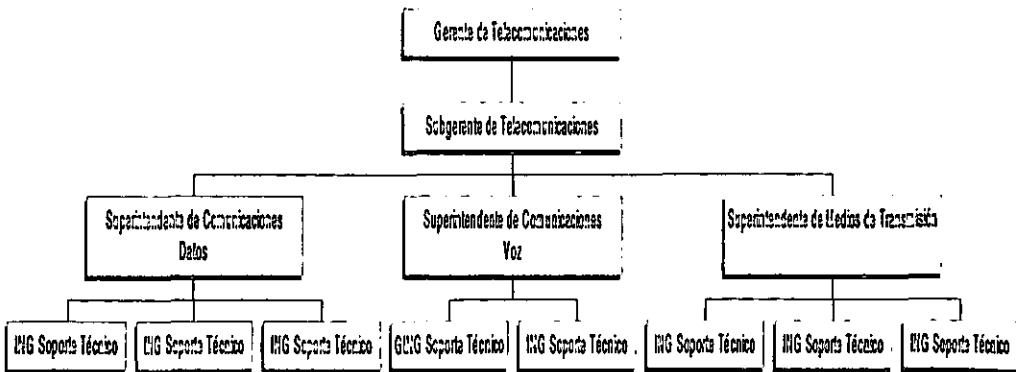 Gerente de Telecomunicaciones
Subgerente de Telecomunicaciones
Superintendente de Comunicaciones
Datos
Superintendente de Comunicaciones
Voz
Superintendente de Medios de Transmisión
ING Soporte Técnico
ING Soporte Técnico
ING Soporte Técnico
Soporte Técnico
ING Soporte Técnico
ING Soporte Técnico
ING Soporte Técnico
ING Soporte Técnico